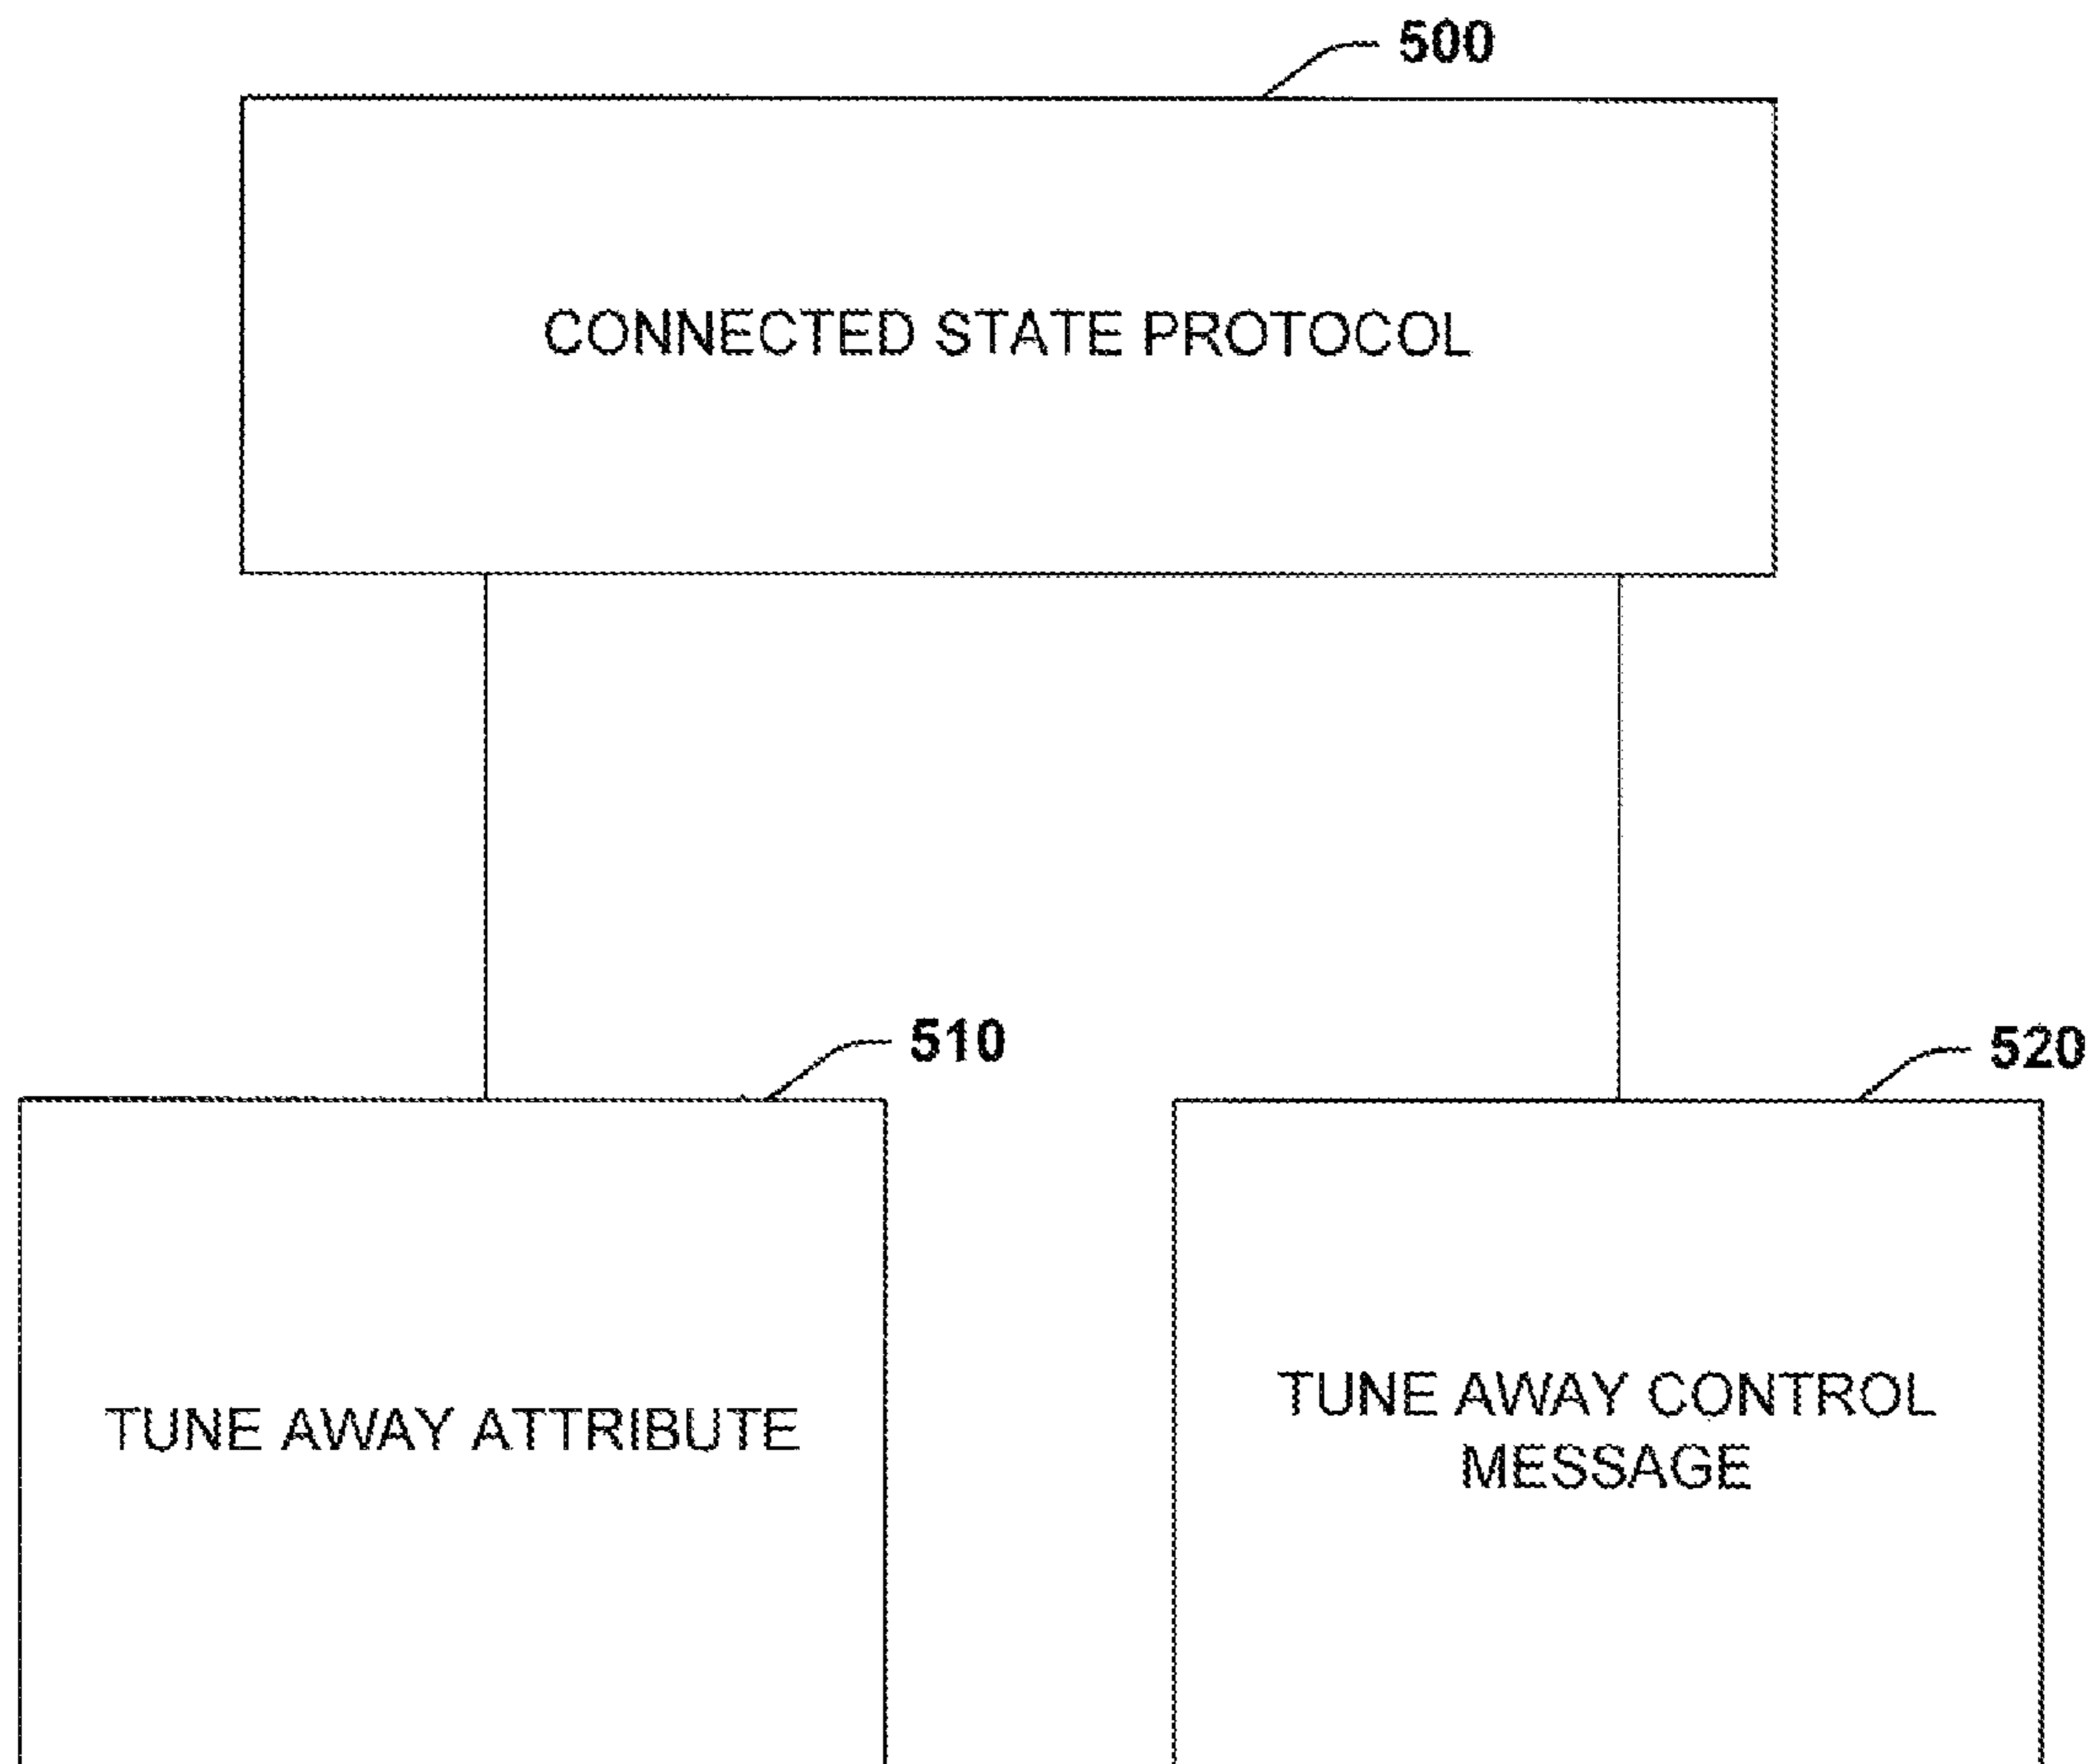 500
CONNECTED STATE PROTOCOL
510
520
TUNE AWAY ATTRIBUTE
TUNE AWAY CONTROL
MESSAGE